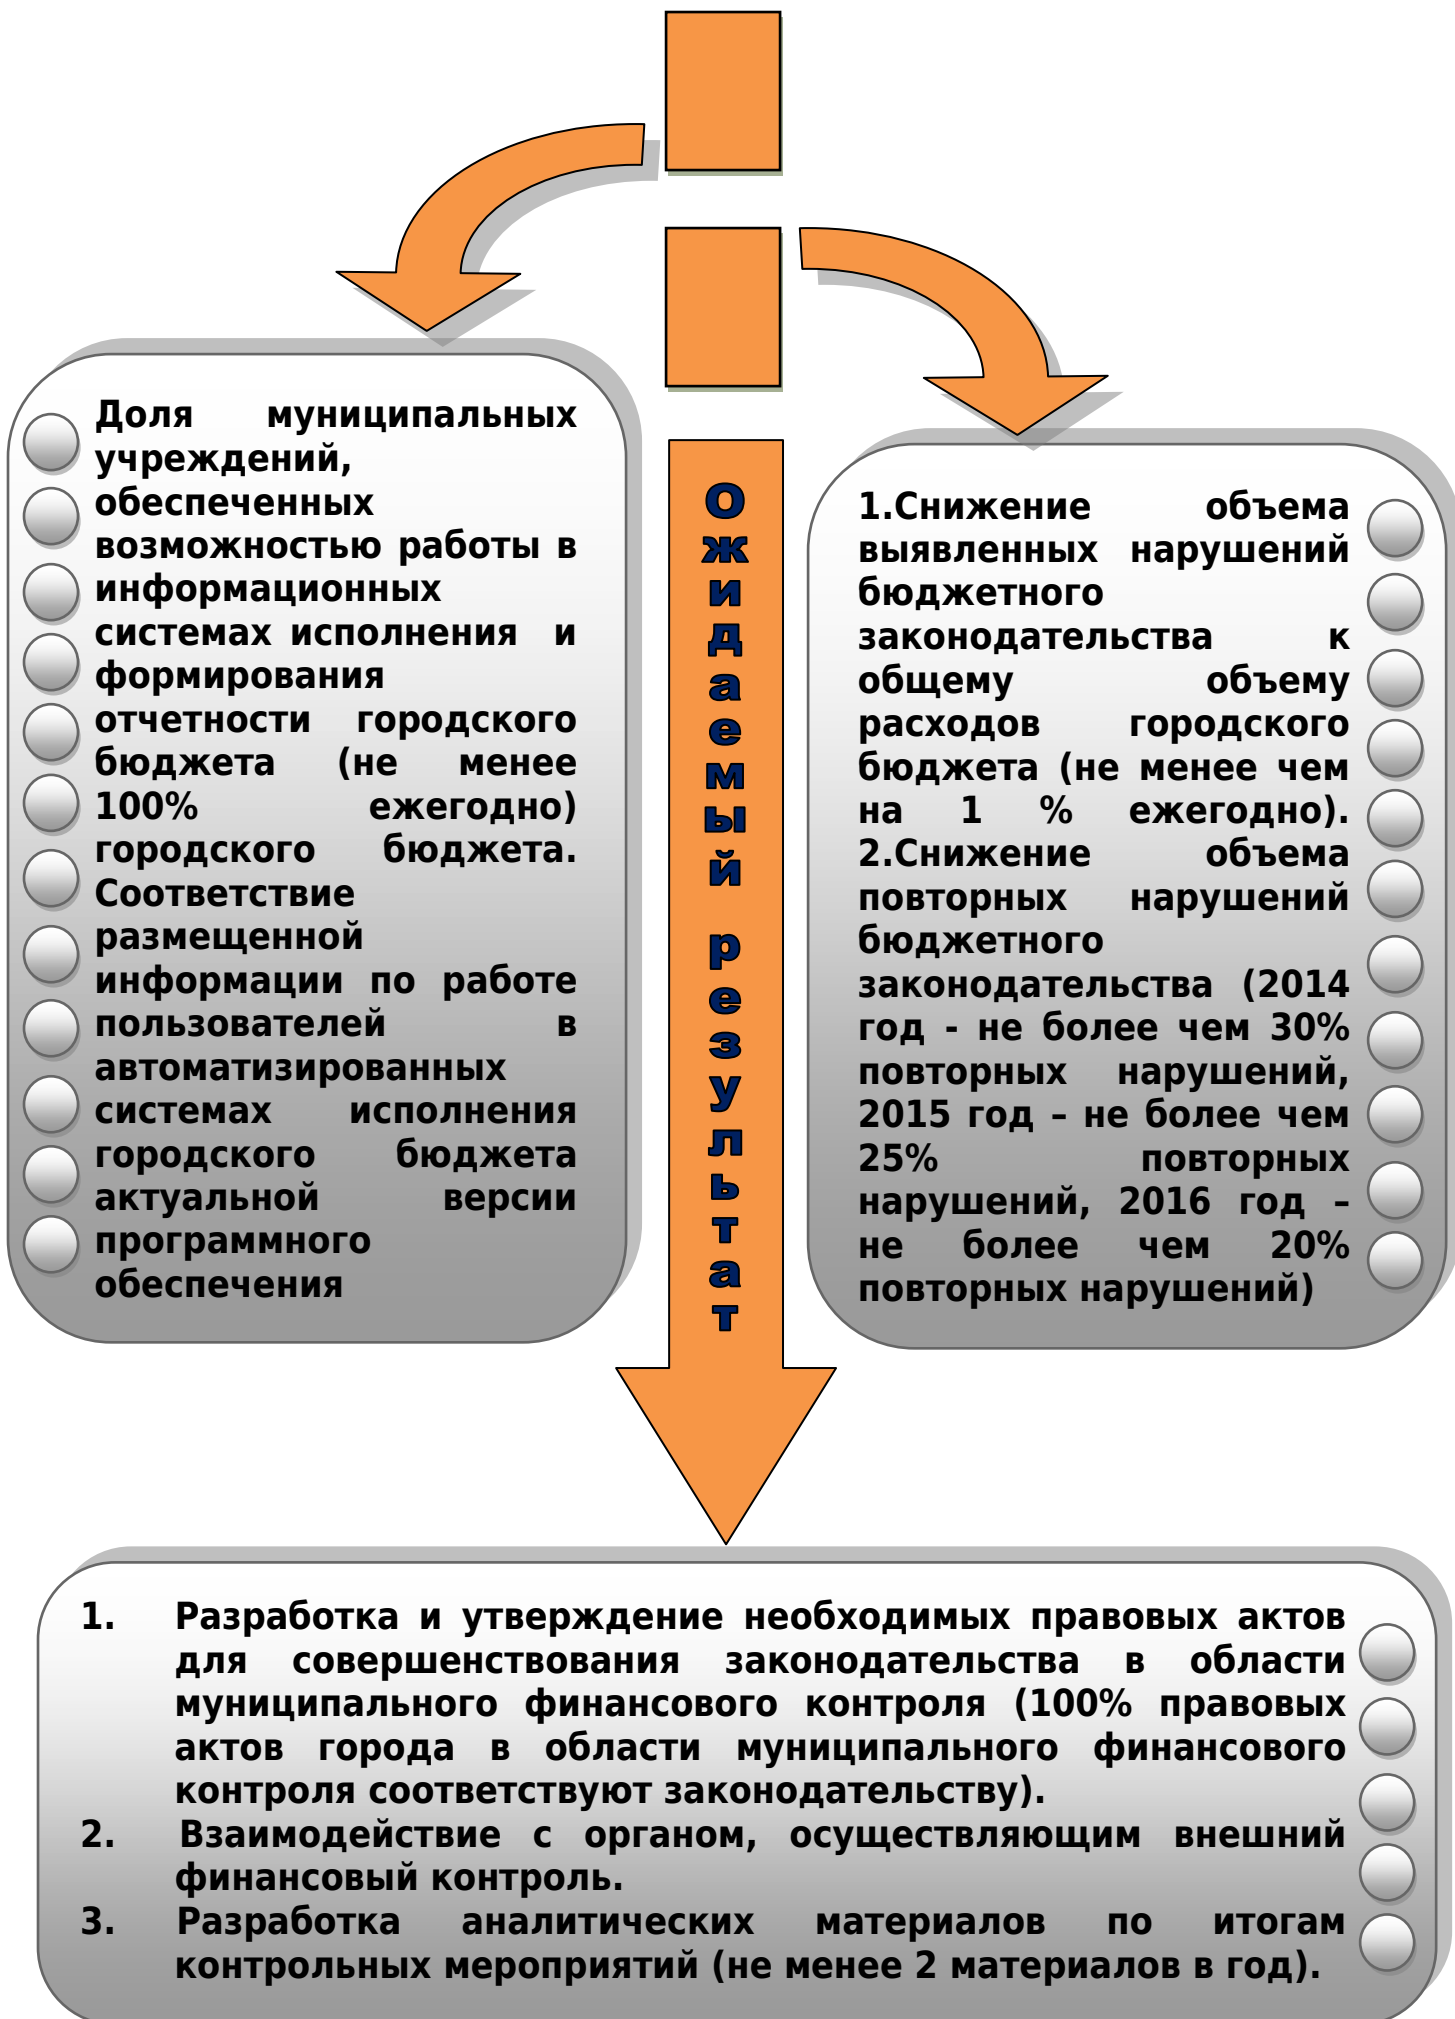 Доля муниципальных
учреждений,
обеспеченных
возможностью работы в
информационных
системах исполнения и
формирования
отчетности городского
бюджета (не менее
100% ежегодно)
городского бюджета.
Соответствие
размещенной
информации по работе
пользователей в
автоматизированных
системах исполнения
городского бюджета
актуальной версии
программного
обеспечения
Ожидаемый результат
1.Снижение объема
выявленных нарушений
бюджетного
законодательства к
общему объему
расходов городского
бюджета (не менее чем
на 1 % ежегодно).
2.Снижение объема
повторных нарушений
бюджетного
законодательства (2014
год - не более чем 30%
повторных нарушений,
2015 год – не более чем
25% повторных
нарушений, 2016 год –
не более чем 20%
повторных нарушений)
1. Разработка и утверждение необходимых правовых актов
для совершенствования законодательства в области
муниципального финансового контроля (100% правовых
актов города в области муниципального финансового
контроля соответствуют законодательству).
2. Взаимодействие с органом, осуществляющим внешний
финансовый контроль.
3. Разработка аналитических материалов по итогам
контрольных мероприятий (не менее 2 материалов в год).